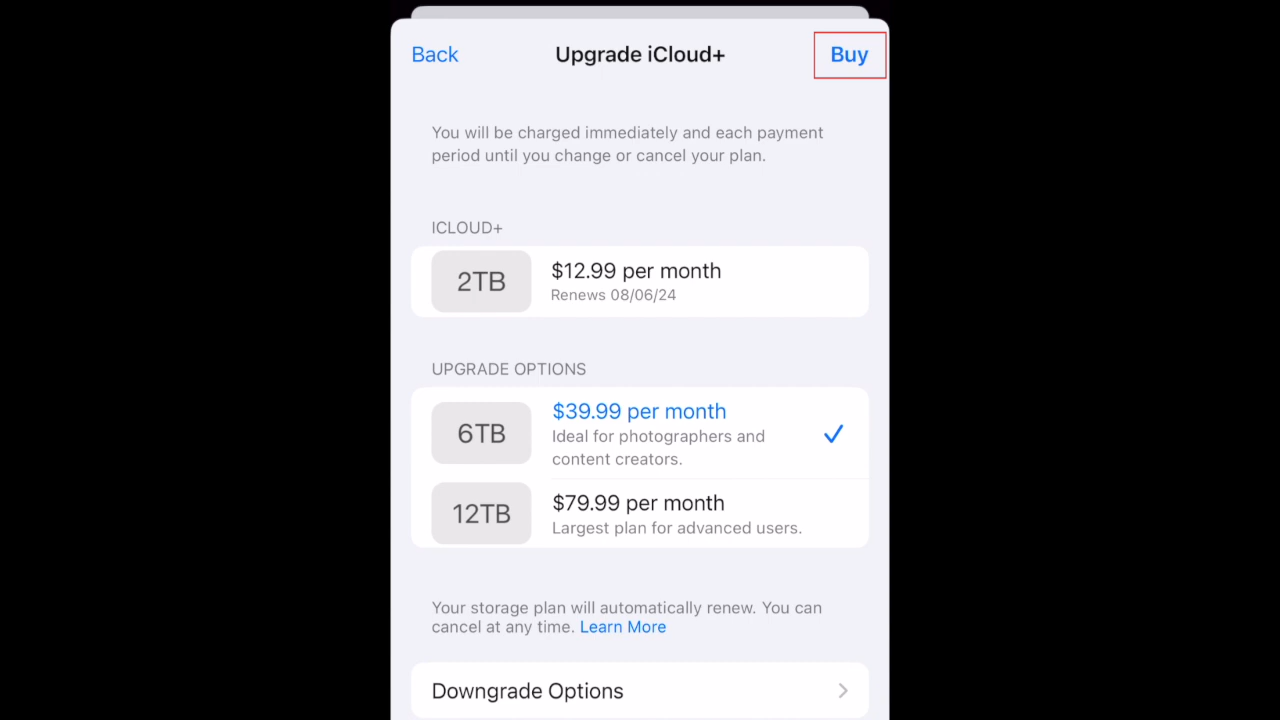 Back
Upgrade iCloud+
Buy
You will be charged immediately and each payment
period until you change or cancel your plan.
ICLOUD+
2TB
$12.99 per month
Renews 08/06/24
UPGRADE OPTIONS
6TB
$39.99 per month
Ideal for photographers and
content creators.
12TB
$79.99 per month
Largest plan for advanced users.
Your storage plan will automatically renew. You can
cancel at any time. Learn More
Downgrade Options